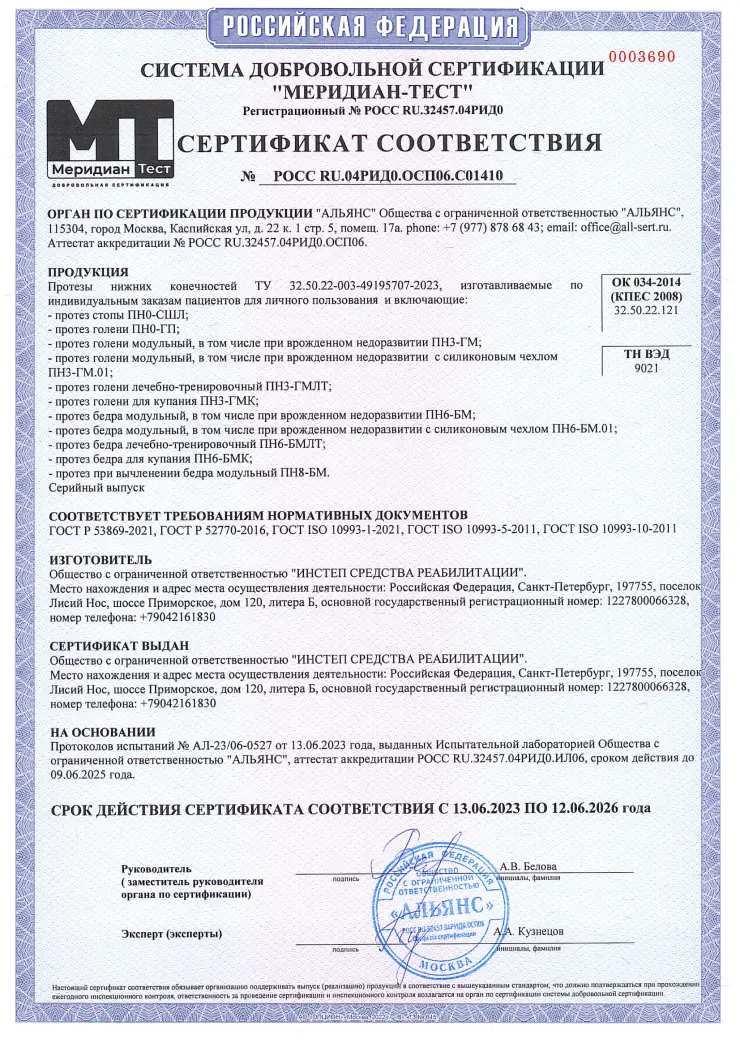 РОССИЙСКАЯ ФЕДЕРАЦИЯ
0003690
СИСТЕМА ДОБРОВОЛЬНОЙ СЕРТИФИКАЦИИ
"МЕРИДИАН-ТЕСТ"
Регистрационный № РОСС RU.32457.04РИД0
МТ
Меридиан Тест
ДОБРОВОЛЬНАЯ СЕРТИФИКАЦИЯ
СЕРТИФИКАТ СООТВЕТСТВИЯ
№ РОСС RU.04РИД0.ОСП06.С01410
ОРГАН ПО СЕРТИФИКАЦИИ ПРОДУКЦИИ "АЛЬЯНС" Общества с ограниченной ответственностью "АЛЬЯНС",
115304, город Москва, Каспийская ул, д. 22 к. 1 стр. 5, помещ. 17а. phone: +7 (977) 878 68 43; email: office@all-sert.ru.
Аттестат аккредитации № РОСС RU.32457.04РИД0.ОСП06.
ПРОДУКЦИЯ
Протезы нижних конечностей ТУ 32.50.22-003-49195707-2023, изготавливаемые по
индивидуальным заказам пациентов для личного пользования и включающие:
- протез стопы ПН0-СШЛ;
- протез голени ПН0-ГП;
- протез голени модульный, в том числе при врожденном недоразвитии ПН3-ГМ;
- протез голени модульный, в том числе при врожденном недоразвитии с силиконовым чехлом
ПН3-ГМ.01;
- протез голени лечебно-тренировочный ПН3-ГМЛТ;
- протез голени для купания ПН3-ГМК;
- протез бедра модульный, в том числе при врожденном недоразвитии ПН6-БМ;
- протез бедра модульный, в том числе при врожденном недоразвитии с силиконовым чехлом ПН6-БМ.01;
- протез бедра лечебно-тренировочный ПН6-БМЛТ;
- протез бедра для купания ПН6-БМК;
- протез при вычленении бедра модульный ПН8-БМ.
Серийный выпуск
ОК 034-2014
(КПЕС 2008)
32.50.22.121
ТН ВЭД
9021
СООТВЕТСТВУЕТ ТРЕБОВАНИЯМ НОРМАТИВНЫХ ДОКУМЕНТОВ
ГОСТ Р 53869-2021, ГОСТ Р 52770-2016, ГОСТ ISO 10993-1-2021, ГОСТ ISO 10993-5-2011, ГОСТ ISO 10993-10-2011
ИЗГОТОВИТЕЛЬ
Общество с ограниченной ответственностью "ИНСТЕП СРЕДСТВА РЕАБИЛИТАЦИИ".
Место нахождения и адрес места осуществления деятельности: Российская Федерация, Санкт-Петербург, 197755, поселок
Лисий Нос, шоссе Приморское, дом 120, литера Б, основной государственный регистрационный номер: 1227800066328,
номер телефона: +79042161830
СЕРТИФИКАТ ВЫДАН
Общество с ограниченной ответственностью "ИНСТЕП СРЕДСТВА РЕАБИЛИТАЦИИ".
Место нахождения и адрес места осуществления деятельности: Российская Федерация, Санкт-Петербург, 197755, поселок
Лисий Нос, шоссе Приморское, дом 120, литера Б, основной государственный регистрационный номер: 1227800066328,
номер телефона: +79042161830
НА ОСНОВАНИИ
Протоколов испытаний № АЛ-23/06-0527 от 13.06.2023 года, выданных Испытательной лабораторией Общества с
ограниченной ответственностью "АЛЬЯНС", аттестат аккредитации РОСС RU.32457.04РИД0.ИЛ06, сроком действия до
09.06.2025 года.
СРОК ДЕЙСТВИЯ СЕРТИФИКАТА СООТВЕТСТВИЯ С 13.06.2023 ПО 12.06.2026 года
Руководитель
( заместитель руководителя
органа по сертификации)
подпись
А.В. Белова
инициалы, фамилия
Эксперт (эксперты)
подпись
А.А. Кузнецов
инициалы, фамилия
РОССИЙСКАЯ ФЕДЕРАЦИЯ
ОБЩЕСТВО
С ОГРАНИЧЕННОЙ
ОТВЕТСТВЕННОСТЬЮ
«АЛЬЯНС»
РОСС RU.32457.04РИД0.ОСП06
Орган по сертификации
МОСКВА
Настоящий сертификат соответствия обязывает организацию поддерживать выпуск (реализацию) продукции в соответствие с вышеуказанным стандартом, что должно подтверждаться при прохождении
ежегодного инспекционного контроля, ответственность за проведение сертификации и инспекционного контроля возлагается на орган по сертификации системы добровольной сертификации.